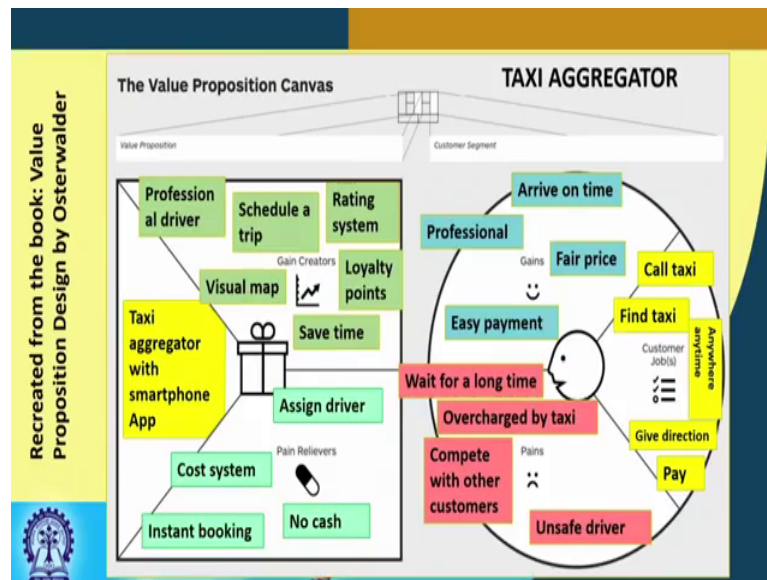 Recreated from the book: Value
Proposition Design by Osterwalder
The Value Proposition Canvas
TAXI AGGREGATOR
Value Proposition
Customer Segment
Profession
al driver
Schedule a
trip
Rating
system
Gain Creators
Visual map
Loyalty
points
Save time
Taxi
aggregator
with
smartphone
App
Assign driver
Pain Relievers
Cost system
No cash
Instant booking
Arrive on time
Professional
Gains
Fair price
Easy payment
Call taxi
Find taxi
Customer
Job(s)
Anywhere
anytime
Give direction
Pay
Wait for a long time
Overcharged by taxi
Compete
with other
customers
Pains
Unsafe driver